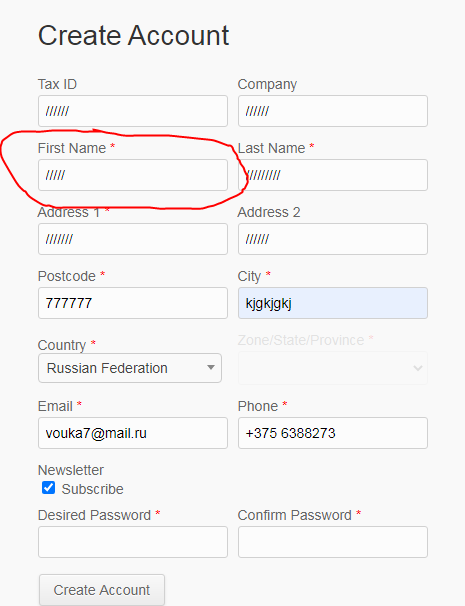 Create Account
Tax ID Company
////// //////
First Name * Last Name *
///// /////////
Address 1 * Address 2
/////// //////
Postcode * City *
777777 kjgkjgkj
Country * Zone/State/Province *
Russian Federation
Email * Phone *
vouka7@mail.ru +375 6388273
Newsletter
Subscribe
Desired Password * Confirm Password *
Create Account